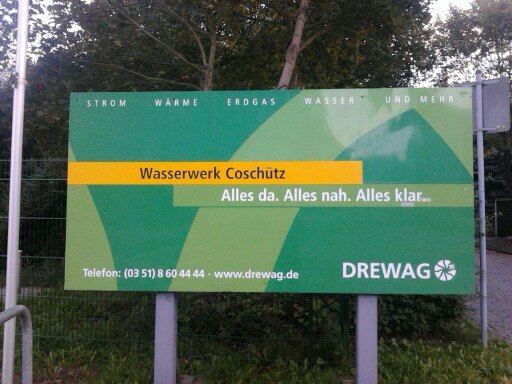 STROM WÄRME ERDGAS WASSER UND MEHR
Wasserwerk Coschütz
Alles da. Alles nah. Alles klar.
Telefon: (03 51) 8 60 44 44 · www.drewag.de
DREWAG